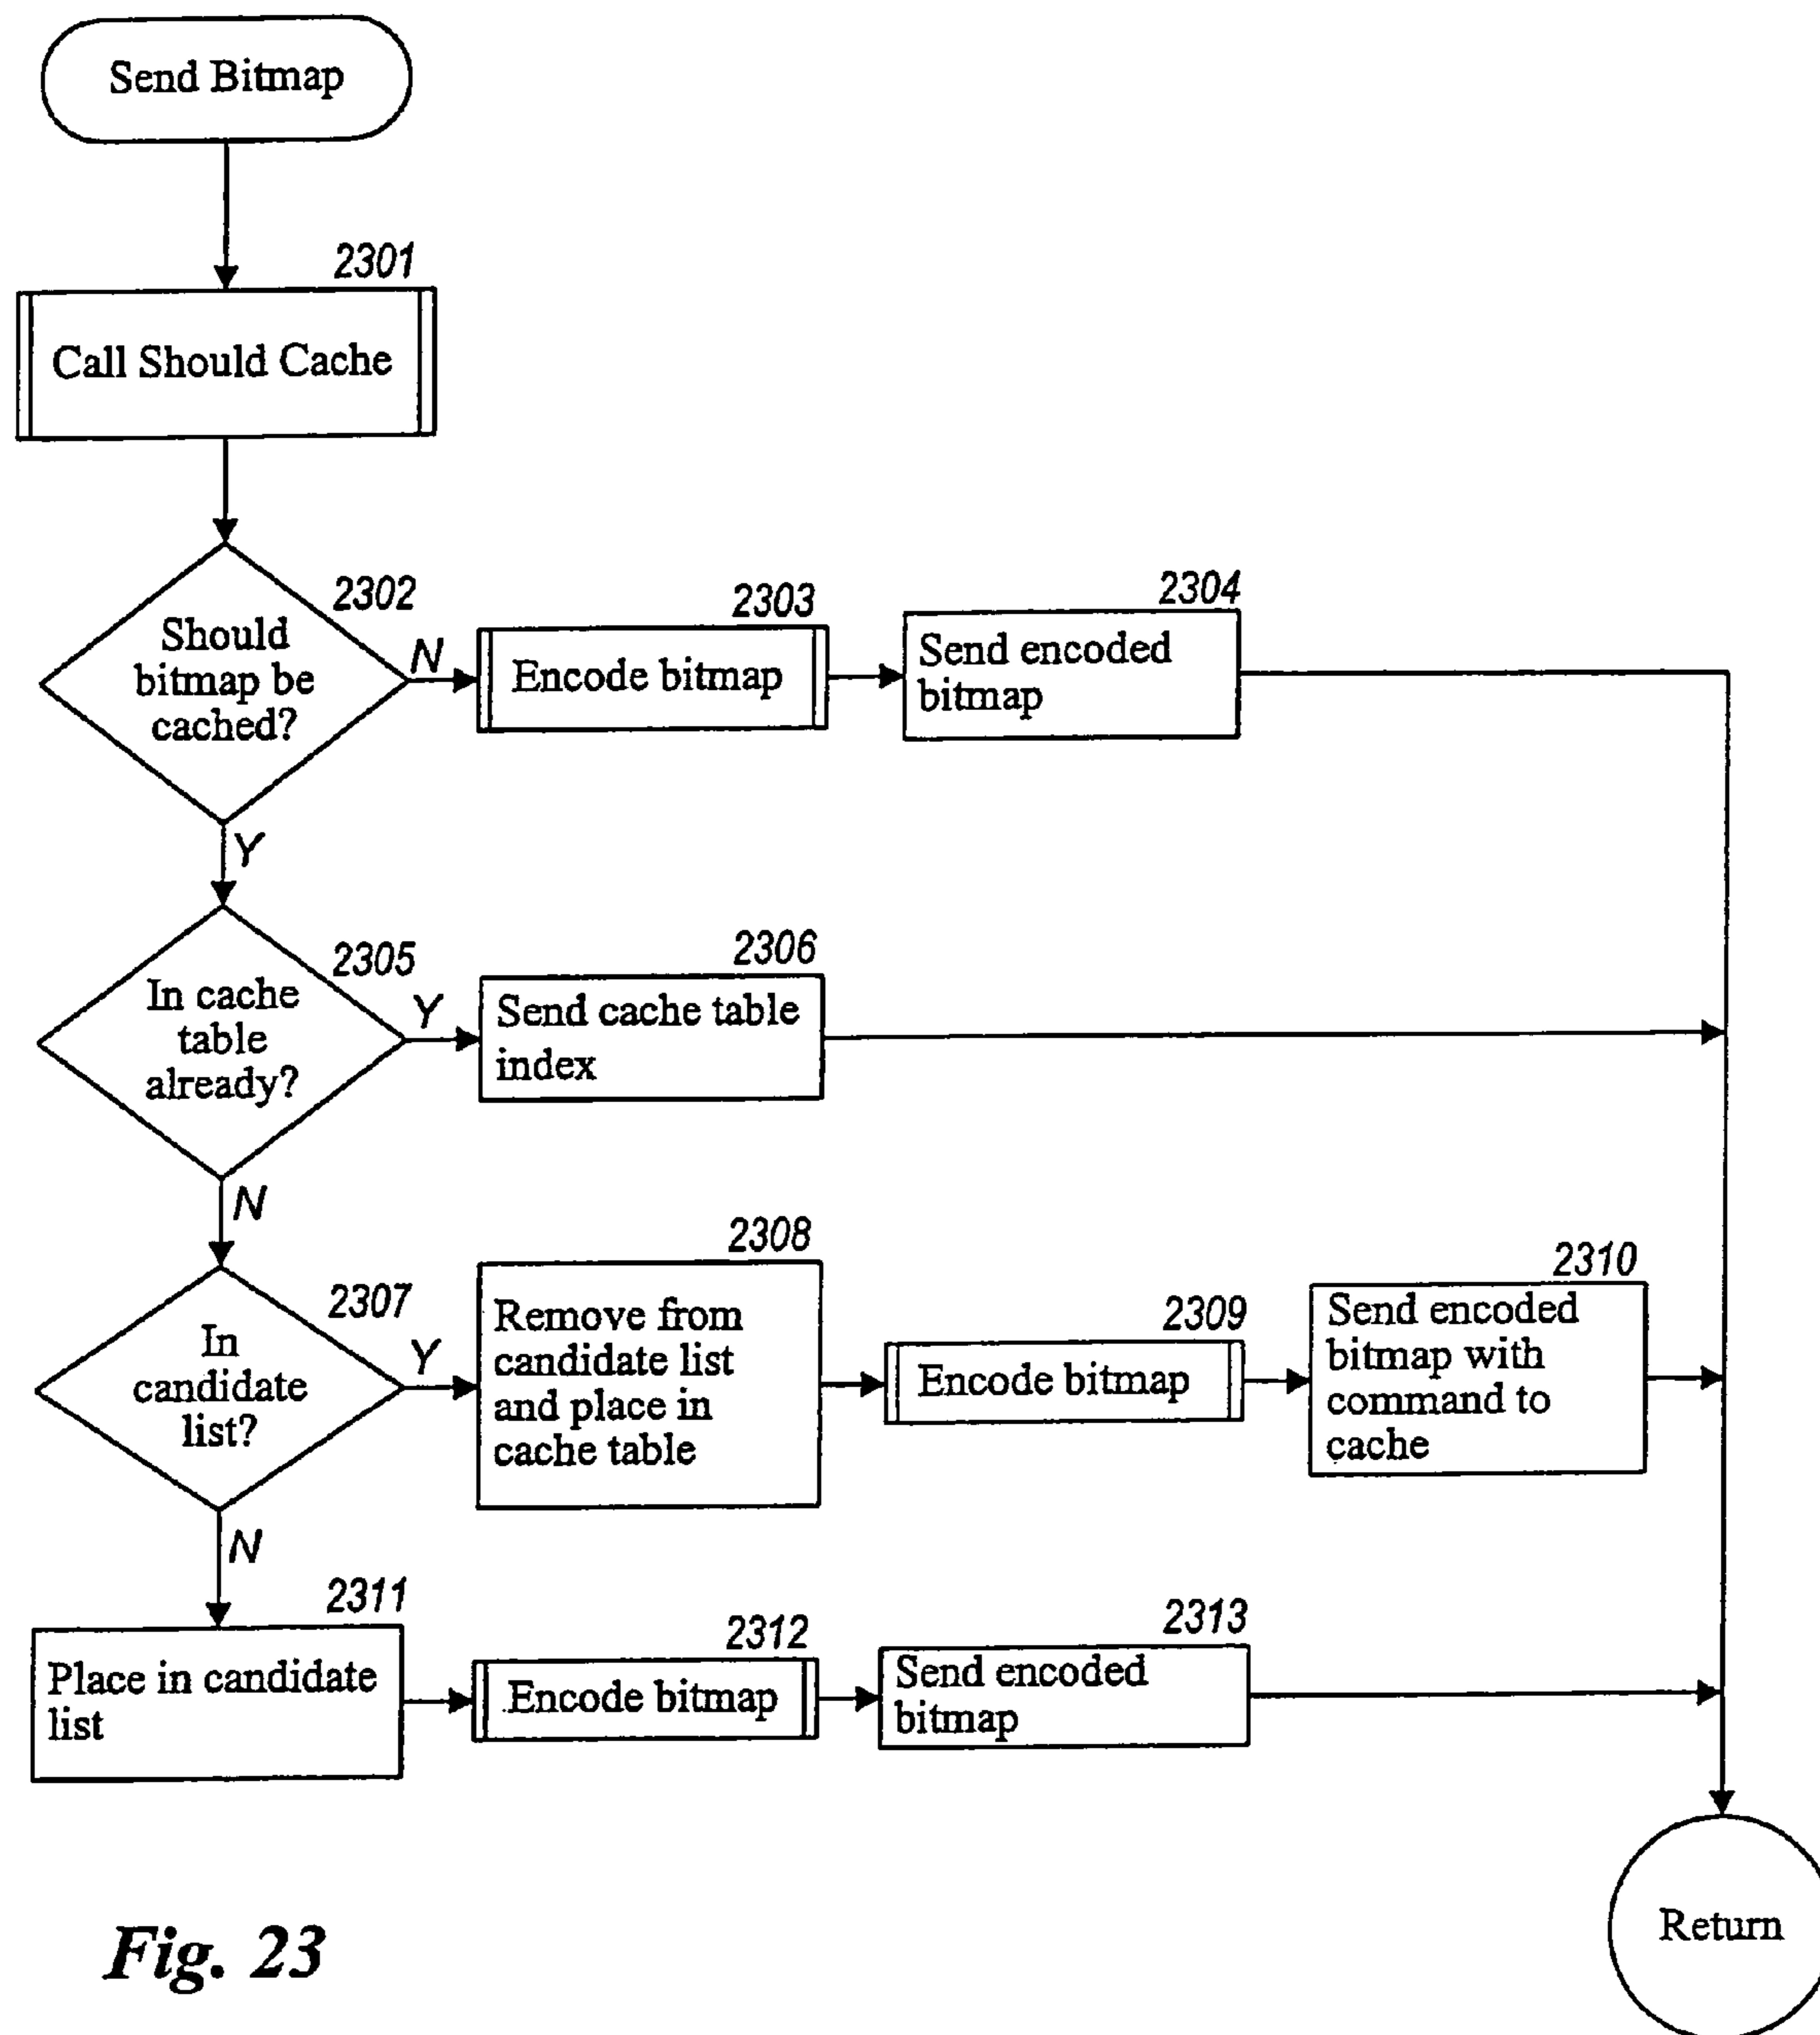 Send Bitmap
2301
Call Should Cache
2302
Should
bitmap be
cached?
N
2303
Encode bitmap
2304
Send encoded
bitmap
Y
2305
In cache
table
already?
Y
2306
Send cache table
index
N
2307
In
candidate
list?
Y
2308
Remove from
candidate list
and place in
cache table
2309
Encode bitmap
2310
Send encoded
bitmap with
command to
cache
N
2311
Place in candidate
list
2312
Encode bitmap
2313
Send encoded
bitmap
Return
Fig. 23